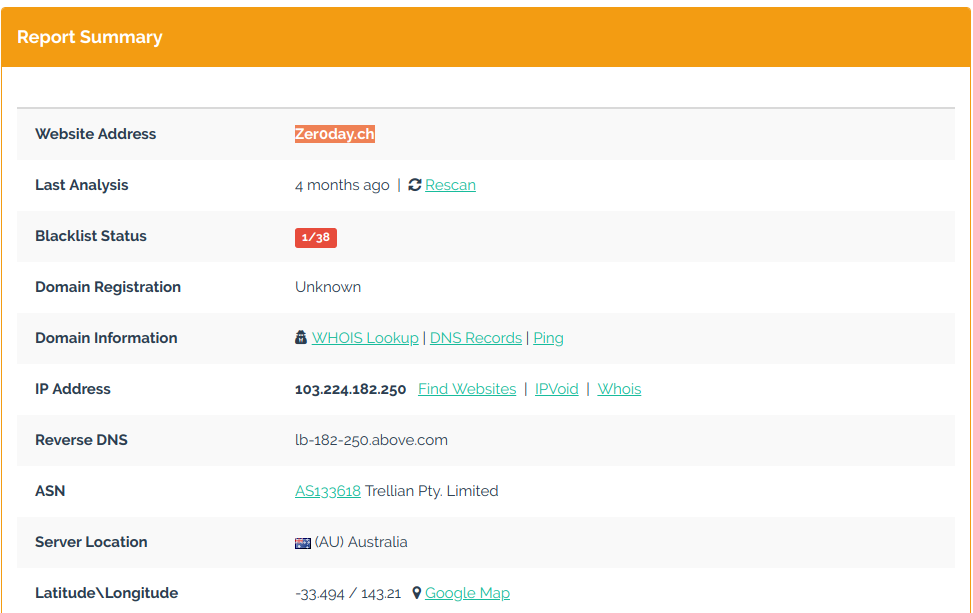 Report Summary
Website Address Zer0day.ch
Last Analysis 4 months ago | Rescan
Blacklist Status 1/38
Domain Registration Unknown
Domain Information WHOIS Lookup | DNS Records | Ping
IP Address 103.224.182.250 Find Websites | IPVoid | Whois
Reverse DNS lb-182-250.above.com
ASN AS133618 Trellian Pty. Limited
Server Location (AU) Australia
Latitude\Longitude -33.494 / 143.21 Google Map